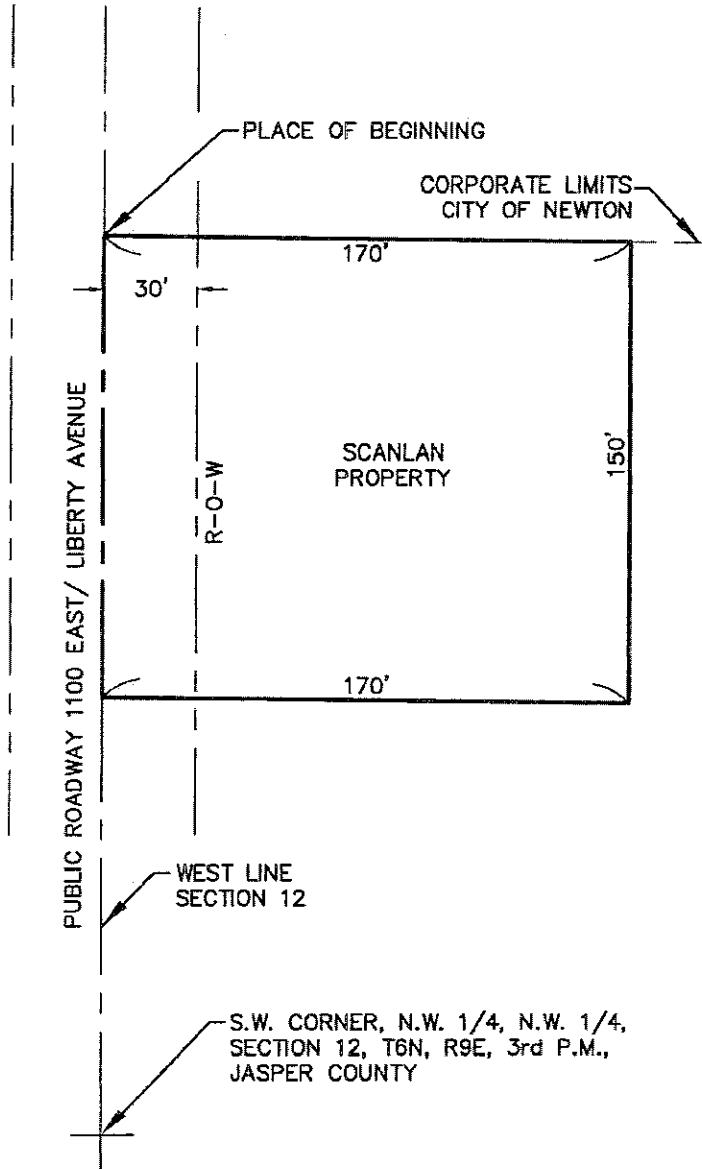 PLACE OF BEGINNING
CORPORATE LIMITS
CITY OF NEWTON
170'
30'
PUBLIC ROADWAY 1100 EAST/ LIBERTY AVENUE
R-O-W
SCANLAN
PROPERTY
150'
170'
WEST LINE
SECTION 12
S.W. CORNER, N.W. 1/4, N.W. 1/4,
SECTION 12, T6N, R9E, 3rd P.M.,
JASPER COUNTY